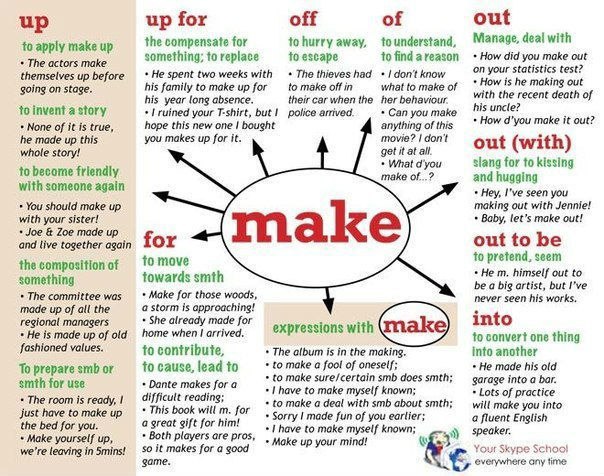 up
to apply make up
• The actors make
themselves up before
going on stage.
to invent a story
• None of it is true,
he made up this
whole story!
to become friendly
with someone again
• You should make up
with your sister!
• Joe & Zoe made up
and live together again
the composition of
something
• The committee was
made up of all the
regional managers
• He is made up of old
fashioned values.
To prepare smb or
smth for use
• The room is ready, I
just have to make up
the bed for you.
• Make yourself up,
we're leaving in 5mins!
up for
the compensate for
something; to replace
• He spent two weeks with
his family to make up for
his year long absence.
• I ruined your T-shirt, but I
hope this new one I bought
you makes up for it.
off
to hurry away,
to escape
• The thieves had
to make off in
their car when the
police arrived.
of
to understand,
to find a reason
• I don't know
what to make of
her behaviour.
• Can you make
anything of this
movie? I don't
get it at all.
• What d'you
make of...?
out
Manage, deal with
• How did you make out
on your statistics test?
• How is he making out
with the recent death of
his uncle?
• How d'you make it out?
out (with)
slang for to kissing
and hugging
• Hey, I've seen you
making out with Jennie!
• Baby, let's make out!
out to be
to pretend, seem
• He m. himself out to
be a big artist, but I've
never seen his works.
into
to convert one thing
into another
• He made his old
garage into a bar.
• Lots of practice
will make you into
a fluent English
speaker.
make
for
to move
towards smth
• Make for those woods,
a storm is approaching!
• She already made for
home when I arrived.
to contribute,
to cause, lead to
• Dante makes for a
difficult reading;
• This book will m. for
a great gift for him!
• Both players are pros,
so it makes for a good
game.
expressions with make
• The album is in the making.
• to make a fool of oneself;
• to make sure/certain smb does smth;
• I have to make myself known;
• to make a deal with smb about smth;
• Sorry I made fun of you earlier;
• I have to make myself known;
• Make up your mind!
Your Skype School
everywhere any time